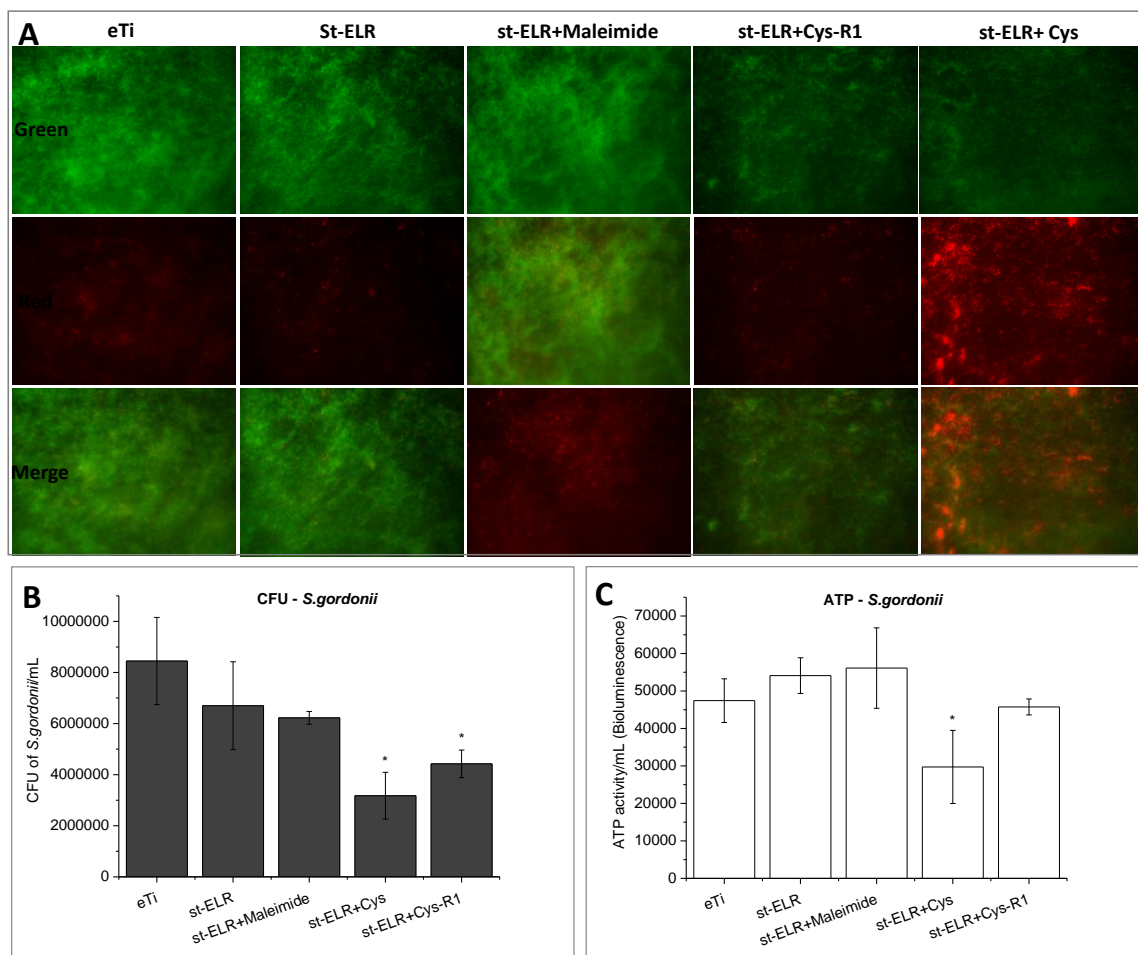 A
eTi
St-ELR
st-ELR+Maleimide
st-ELR+Cys-R1
st-ELR+ Cys
Green
Red
Merge
B
CFU - S.gordonii
CFU of S.gordonii/mL
10000000
8000000
6000000
4000000
2000000
0
*
*
eTi
st-ELR
st-ELR+Maleimide
st-ELR+Cys
st-ELR+Cys-R1
C
ATP - S.gordonii
ATP activity/mL (Bioluminescence)
70000
60000
50000
40000
30000
20000
10000
0
*
eTi
st-ELR
st-ELR+Maleimide
st-ELR+Cys
st-ELR+Cys-R1